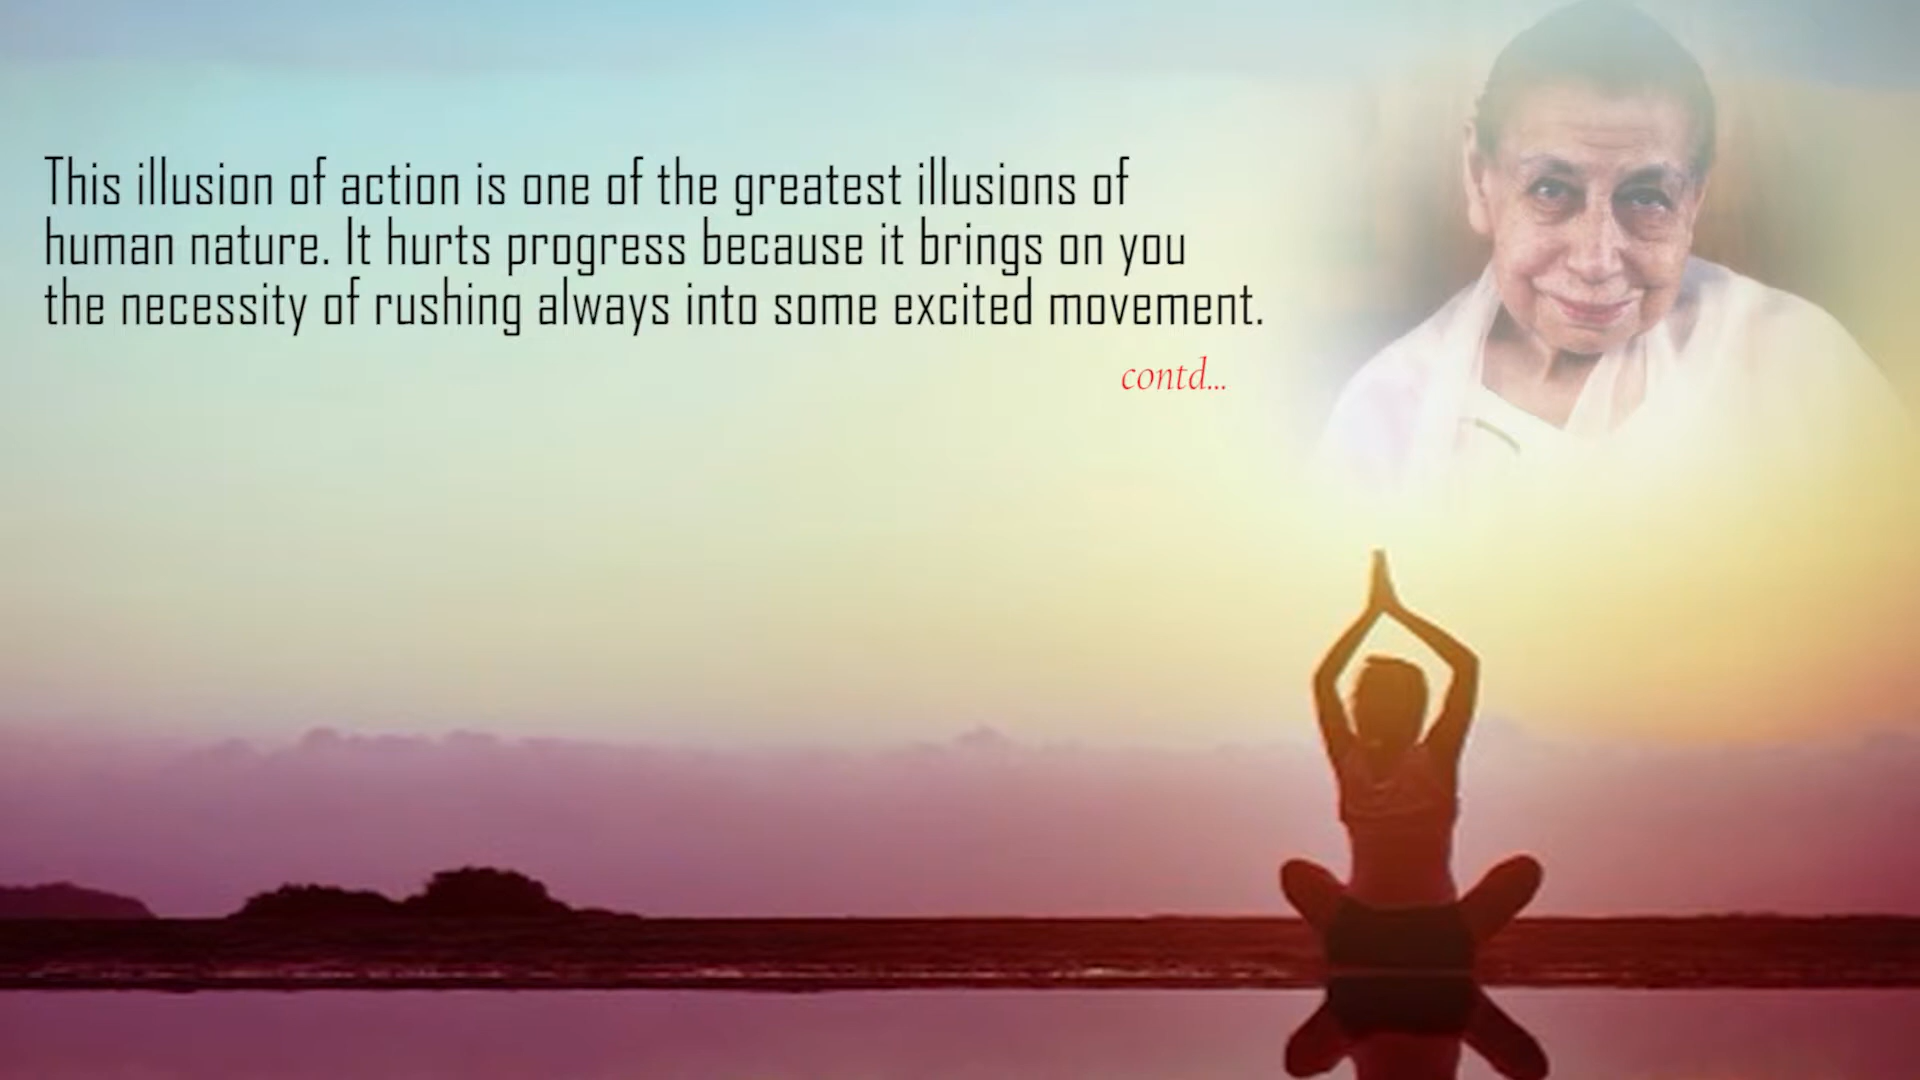 This illusion of action is one of the greatest illusions of
human nature. It hurts progress because it brings on you
the necessity of rushing always into some excited movement.
contd...